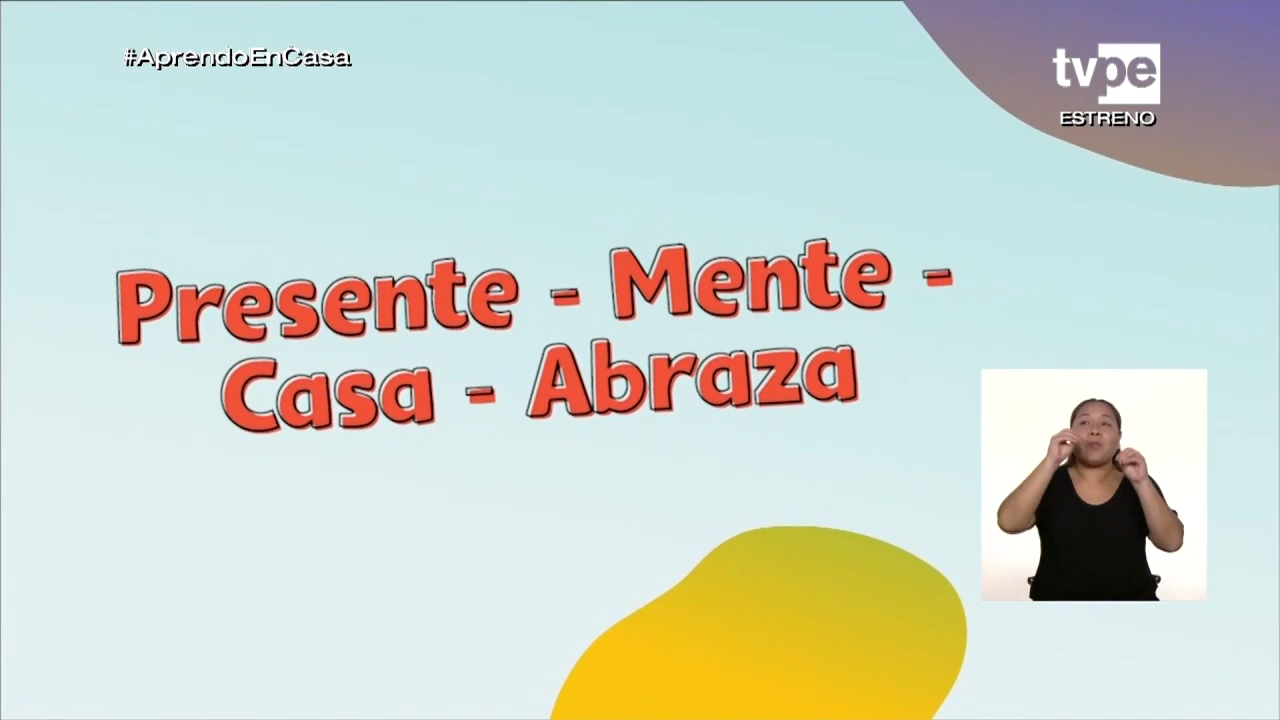 #AprendoEnCasa
tvpe
ESTRENO
Presente - Mente -
Casa - Abraza